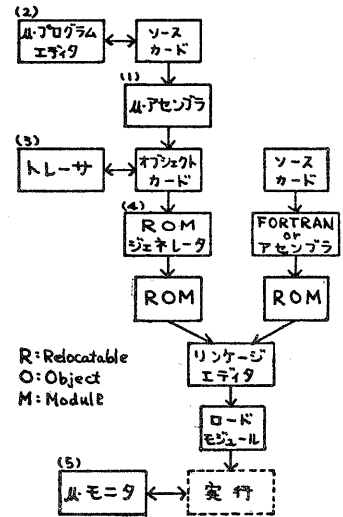 (2)
μ・プログラム
エディタ
ソース
カード
(1)
μ・アセンブラ
(3)
トレーサ
オブジェクト
カード
ソース
カード
(4)
ROM
ジェネレータ
FORTRAN
or
アセンブラ
ROM
ROM
リンケージ
エディタ
R:Relocatable
O:Object
M:Module
ロード
モジュール
(5)
μ・モニタ
実行